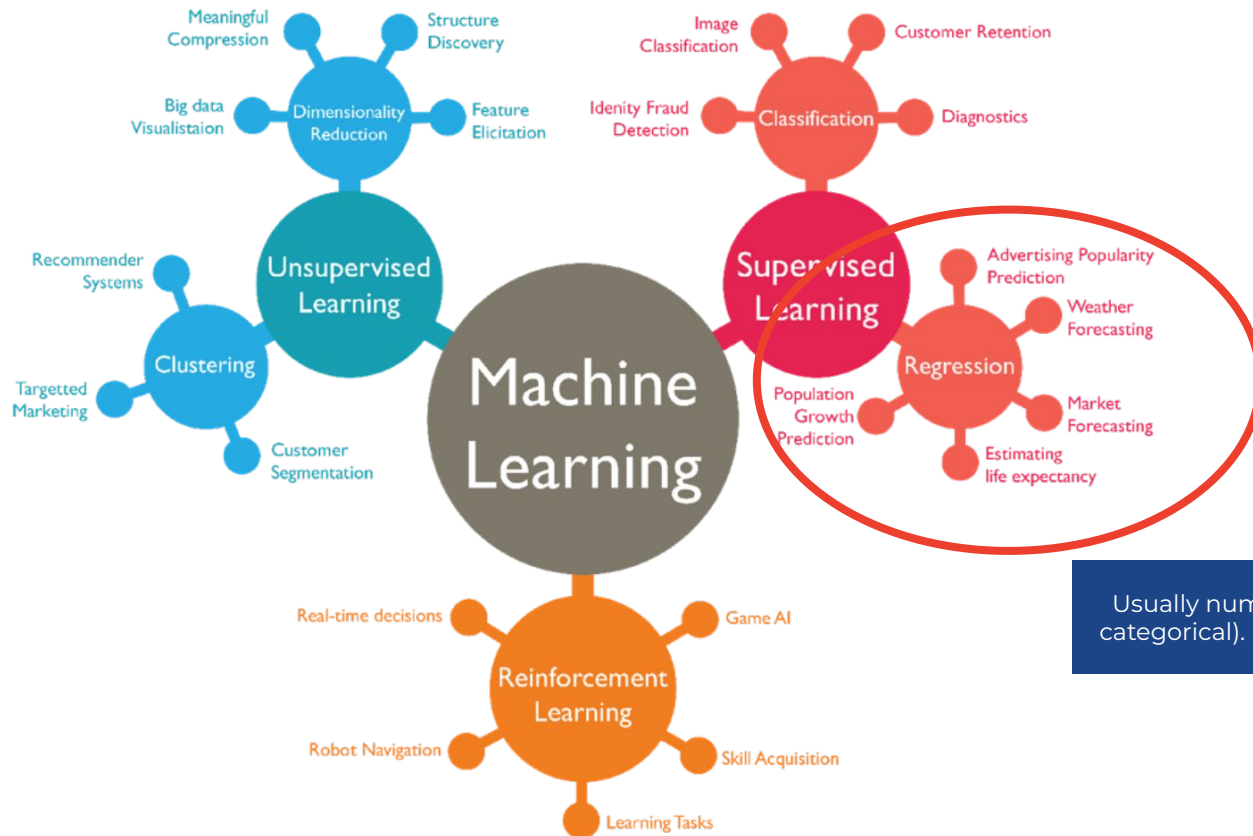 Meaningful
Compression
Structure
Discovery
Big data
Visualistaion
Dimensionality
Reduction
Feature
Elicitation
Image
Classification
Customer Retention
Idenity Fraud
Detection
Classification
Diagnostics
Recommender
Systems
Unsupervised
Learning
Clustering
Targetted
Marketing
Customer
Segmentation
Machine
Learning
Supervised
Learning
Advertising Popularity
Prediction
Weather
Forecasting
Regression
Population
Growth
Prediction
Market
Forecasting
Estimating
life expectancy
Usually
categorical).
Real-time decisions
Game AI
Reinforcement
Learning
Robot Navigation
Skill Acquisition
Learning Tasks